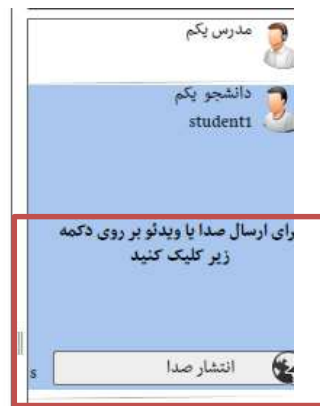 مدرس یکم
دانشجو یکم
student1
رای ارسال صدا یا ویدئو بر روی دکمه
زیر کلیک کنید
انتشار صدا
s